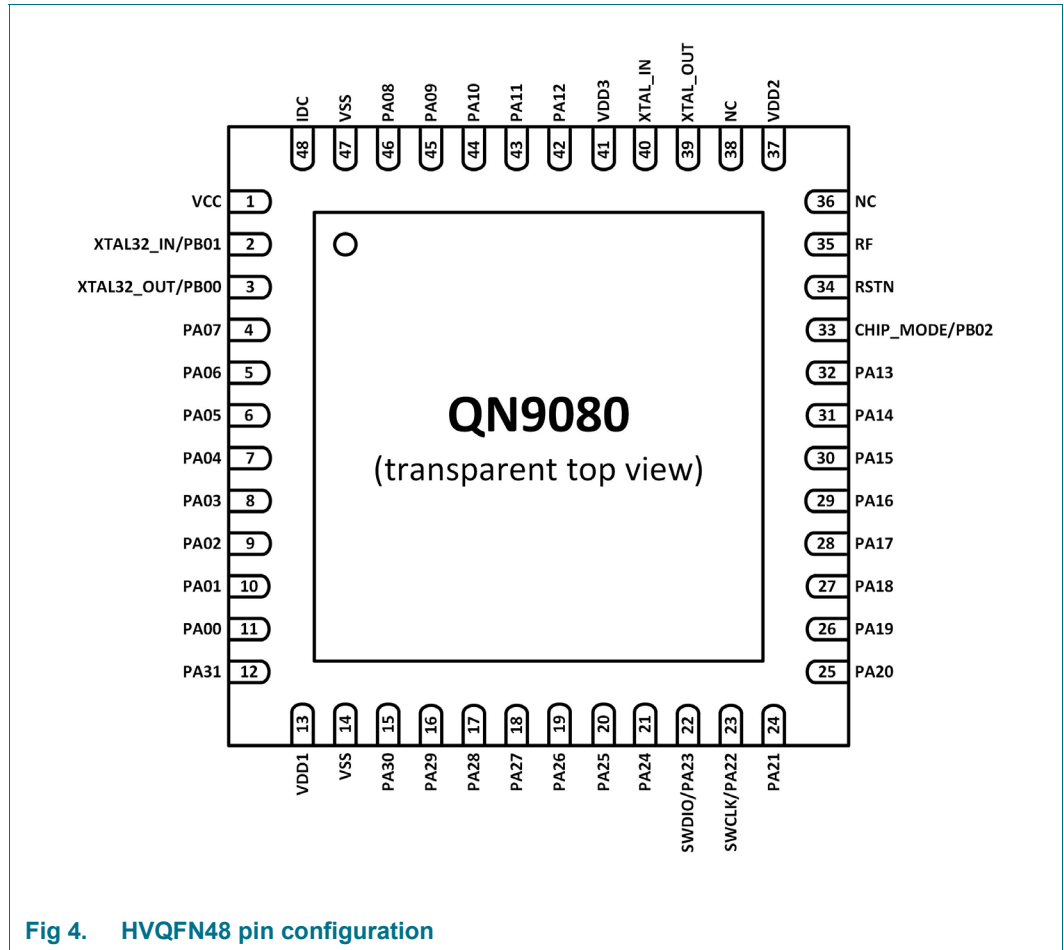 IDC
VSS
PA08
PA09
PA10
PA11
PA12
VDD3
XTAL_IN
XTAL_OUT
NC
VDD2
48
47
46
45
44
43
42
41
40
39
38
37
VCC 1
XTAL32_IN/PB01 2
XTAL32_OUT/PB00 3
PA07 4
PA06 5
PA05 6
PA04 7
PA03 8
PA02 9
PA01 10
PA00 11
PA31 12
QN9080
(transparent top view)
36 NC
35 RF
34 RSTN
33 CHIP_MODE/PB02
32 PA13
31 PA14
30 PA15
29 PA16
28 PA17
27 PA18
26 PA19
25 PA20
13
14
15
16
17
18
19
20
21
22
23
24
VDD1
VSS
PA30
PA29
PA28
PA27
PA26
PA25
PA24
SWDIO/PA23
SWCLK/PA22
PA21
Fig 4. HVQFN48 pin configuration